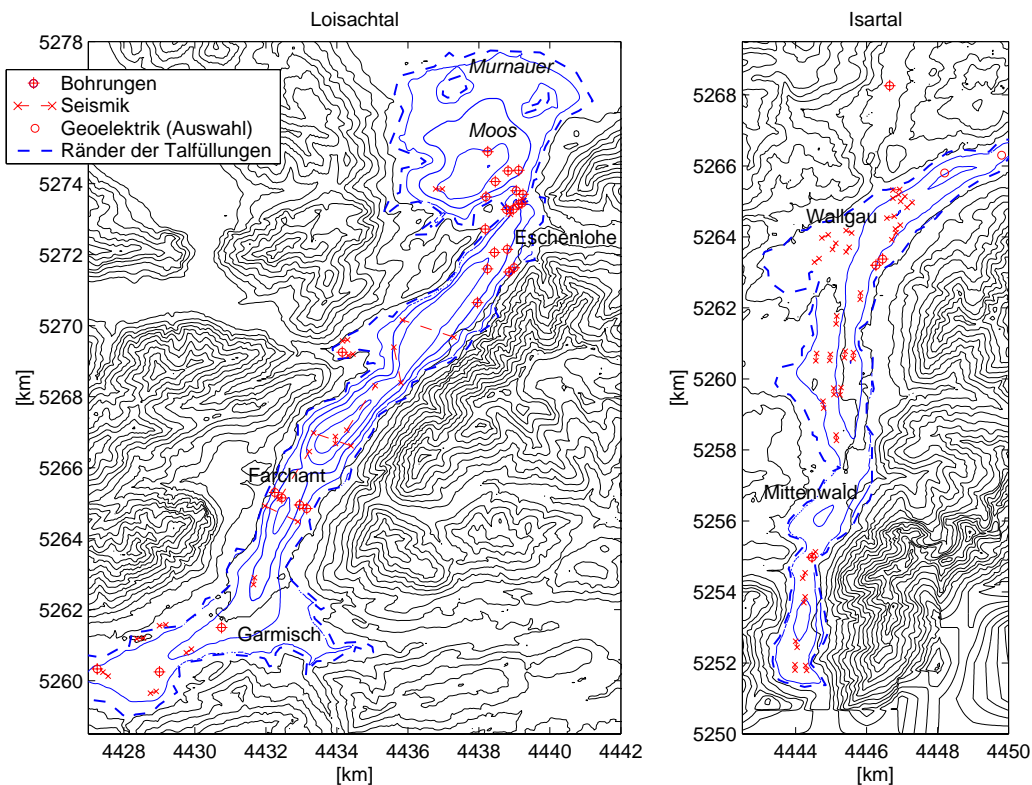 Loisachtal
Isartal
5278
5274
5272
5270
5268
5266
5264
5262
5260
[km]
4428 4430 4432 4434 4436 4438 4440 4442
[km]
Bohrungen
Seismik
Geoelektrik (Auswahl)
Ränder der Talfüllungen
Murnauer
Moos
Eschenlohe
Farchant
Garmisch
5268
5266
5264
5262
5260
5258
5256
5254
5252
5250
[km]
4444 4446 4448 4450
[km]
Wallgau
Mittenwald